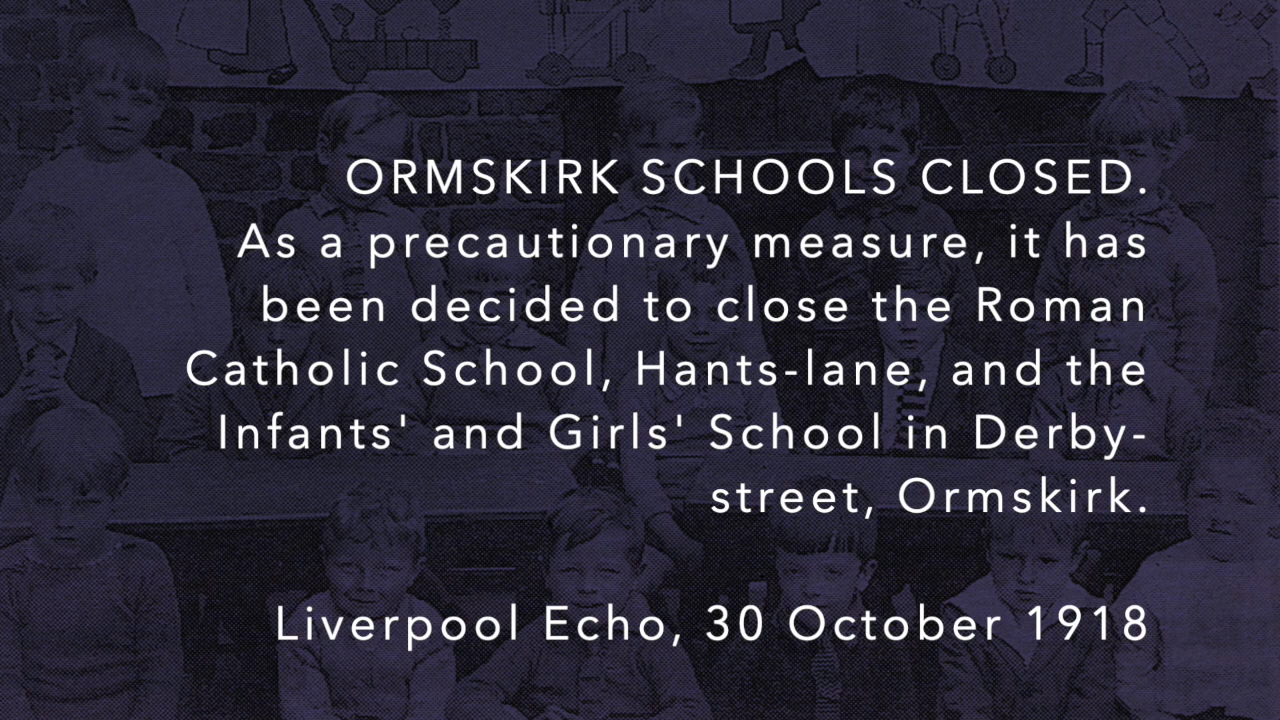 ORMSKIRK SCHOOLS CLOSED.
As a precautionary measure, it has
been decided to close the Roman
Catholic School, Hants-lane, and the
Infants' and Girls' School in Derby-
street, Ormskirk.
Liverpool Echo, 30 October 1918